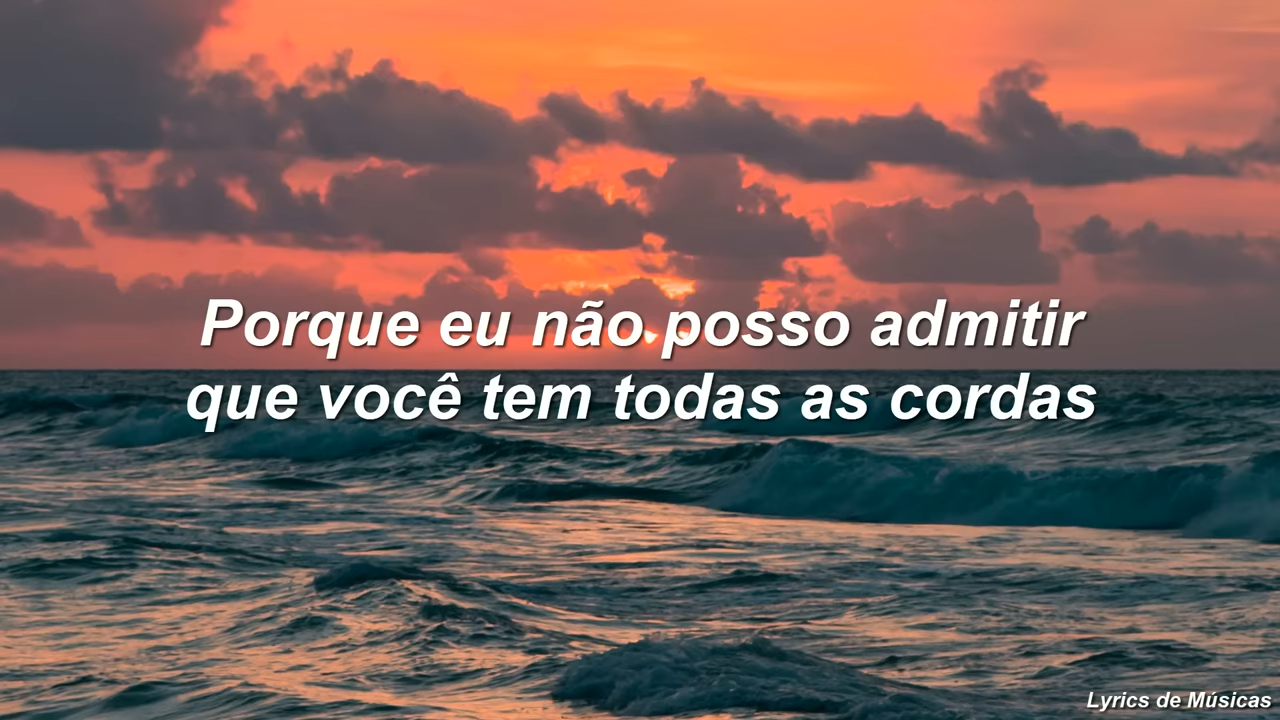 Porque eu não posso admitir
que você tem todas as cordas
Lyrics de Músicas